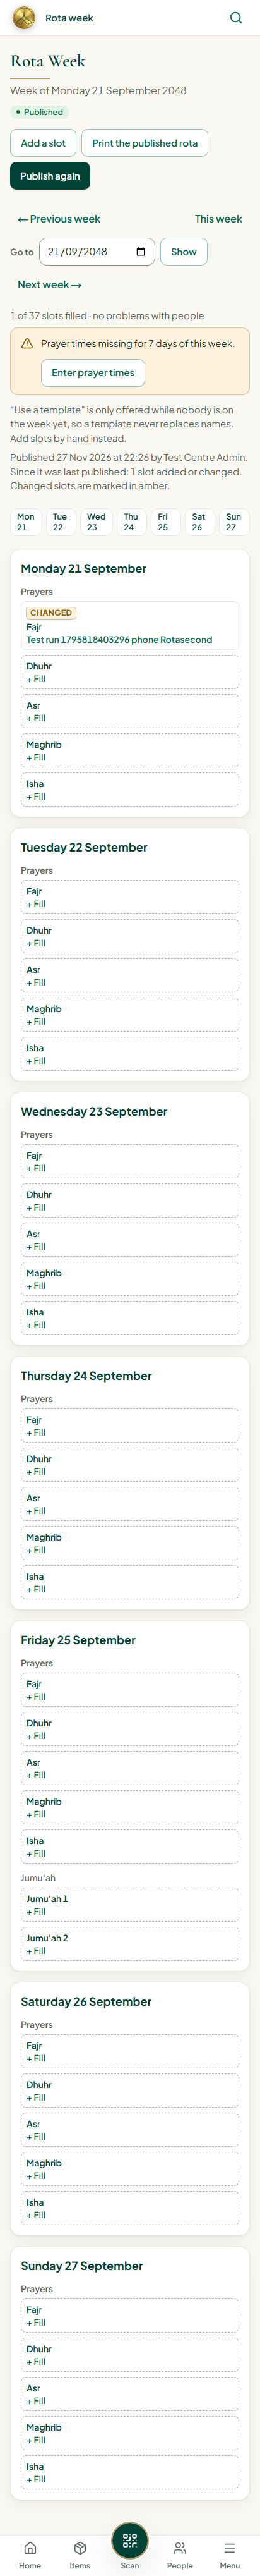 Rota week
Rota Week
Week of Monday 21 September 2048
Published
Add a slot
Print the published rota
Publish again
← Previous week
This week
Go to
21/09/2048
Show
Next week →
1 of 37 slots filled · no problems with people
Prayer times missing for 7 days of this week.
Enter prayer times
"Use a template" is only offered while nobody is on
the week yet, so a template never replaces names.
Add slots by hand instead.
Published 27 Nov 2026 at 22:26 by Test Centre Admin.
Since it was last published: 1 slot added or changed.
Changed slots are marked in amber.
Mon
21
Tue
22
Wed
23
Thu
24
Fri
25
Sat
26
Sun
27
Monday 21 September
Prayers
CHANGED
Fajr
Test run 1795818403296 phone Rotasecond
Dhuhr
+ Fill
Asr
+ Fill
Maghrib
+ Fill
Isha
+ Fill
Tuesday 22 September
Prayers
Fajr
+ Fill
Dhuhr
+ Fill
Asr
+ Fill
Maghrib
+ Fill
Isha
+ Fill
Wednesday 23 September
Prayers
Fajr
+ Fill
Dhuhr
+ Fill
Asr
+ Fill
Maghrib
+ Fill
Isha
+ Fill
Thursday 24 September
Prayers
Fajr
+ Fill
Dhuhr
+ Fill
Asr
+ Fill
Maghrib
+ Fill
Isha
+ Fill
Friday 25 September
Prayers
Fajr
+ Fill
Dhuhr
+ Fill
Asr
+ Fill
Maghrib
+ Fill
Isha
+ Fill
Jumu'ah
Jumu'ah 1
+ Fill
Jumu'ah 2
+ Fill
Saturday 26 September
Prayers
Fajr
+ Fill
Dhuhr
+ Fill
Asr
+ Fill
Maghrib
+ Fill
Isha
+ Fill
Sunday 27 September
Prayers
Fajr
+ Fill
Dhuhr
+ Fill
Asr
+ Fill
Maghrib
+ Fill
Isha
+ Fill
Home
Items
Scan
People
Menu